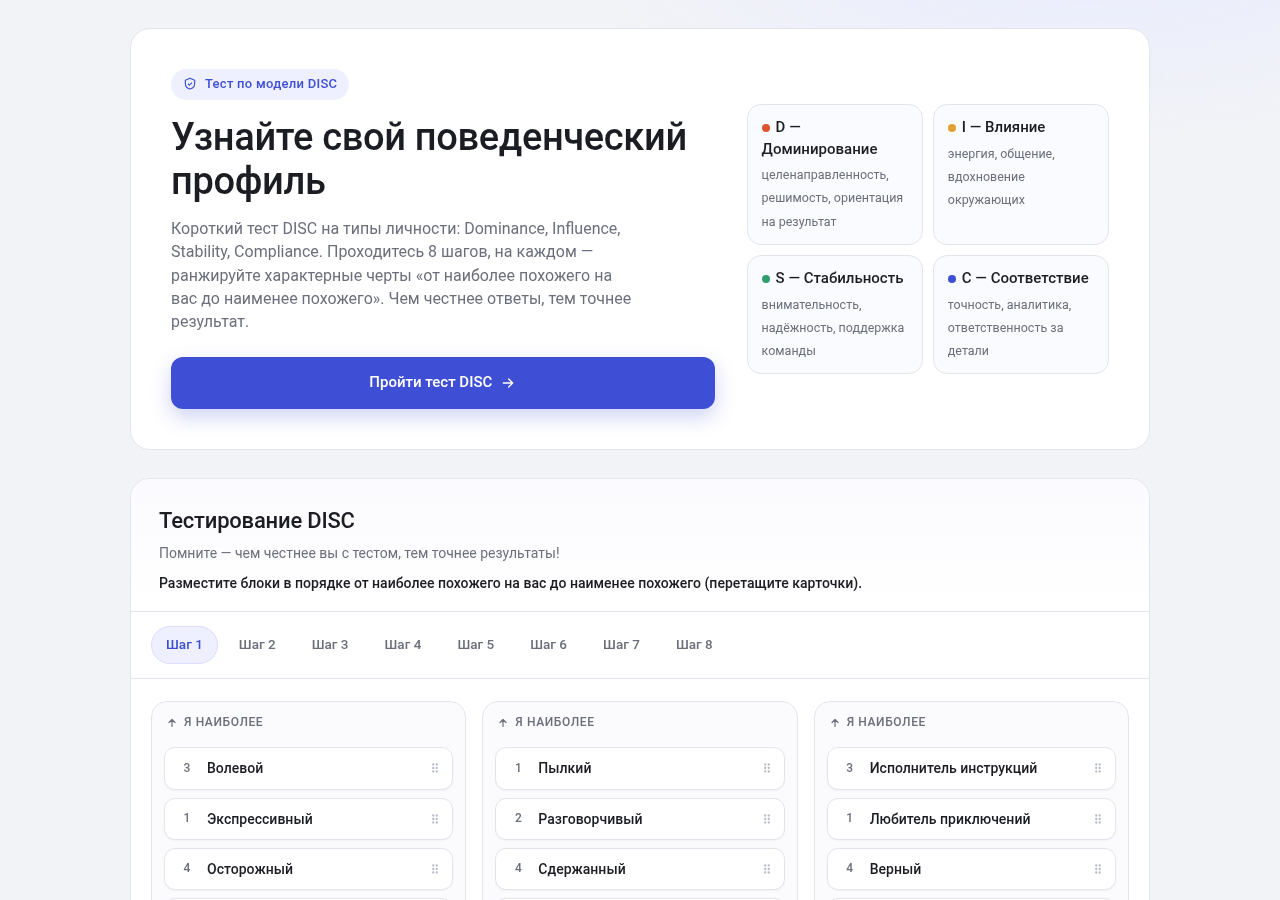 Тест по модели DISC
Узнайте свой поведенческий
профиль
Короткий тест DISC на типы личности: Dominance, Influence,
Stability, Compliance. Проходитесь 8 шагов, на каждом —
ранжируйте характерные черты «от наиболее похожего на
вас до наименее похожего». Чем честнее ответы, тем точнее
результат.
Пройти тест DISC →
D —
Доминирование
целенаправленность,
решимость, ориентация
на результат
I — Влияние
энергия, общение,
вдохновение
окружающих
S — Стабильность
внимательность,
надёжность, поддержка
команды
C — Соответствие
точность, аналитика,
ответственность за
детали
Тестирование DISC
Помните — чем честнее вы с тестом, тем точнее результаты!
Разместите блоки в порядке от наиболее похожего на вас до наименее похожего (перетащите карточки).
Шаг 1 Шаг 2 Шаг 3 Шаг 4 Шаг 5 Шаг 6 Шаг 7 Шаг 8
↑ Я НАИБОЛЕЕ
3 Волевой
1 Экспрессивный
4 Осторожный
↑ Я НАИБОЛЕЕ
1 Пылкий
2 Разговорчивый
4 Сдержанный
↑ Я НАИБОЛЕЕ
3 Исполнитель инструкций
1 Любитель приключений
4 Верный